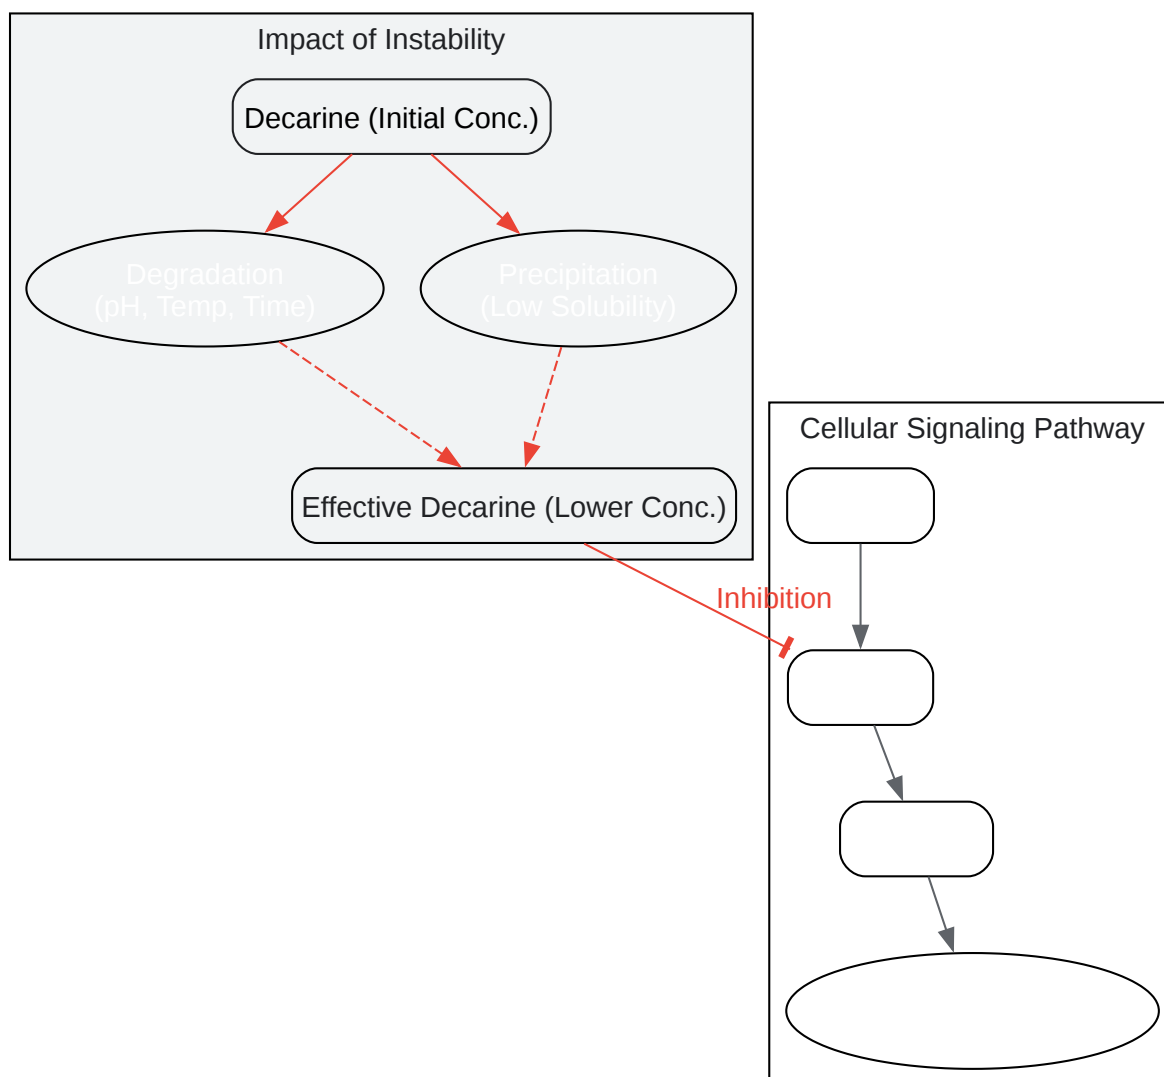 Impact of Instability
Decarine (Initial Conc.)
Degradation
(pH, Temp, Time)
Precipitation
(Low Solubility)
Effective Decarine (Lower Conc.)
Inhibition
Cellular Signaling Pathway